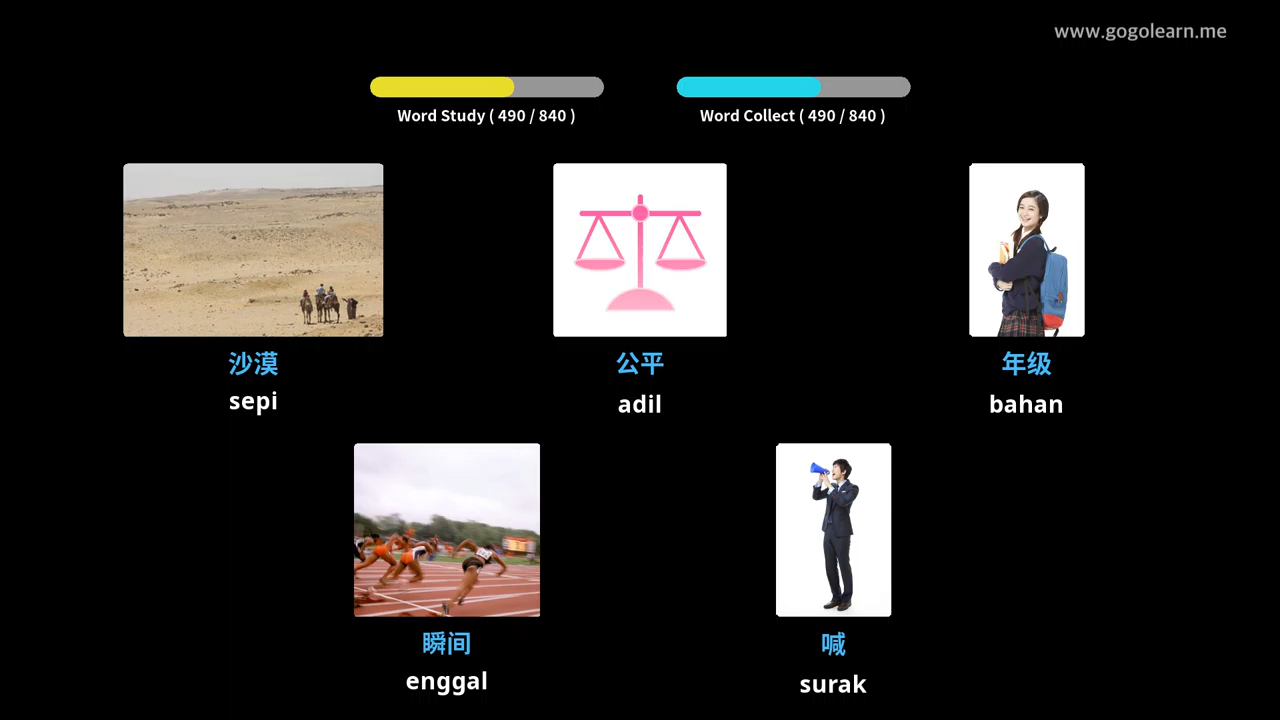 www.gogolearn.me
Word Study ( 490 / 840 )
Word Collect ( 490 / 840 )
沙漠
sepi
公平
adil
年级
bahan
瞬间
enggal
喊
surak